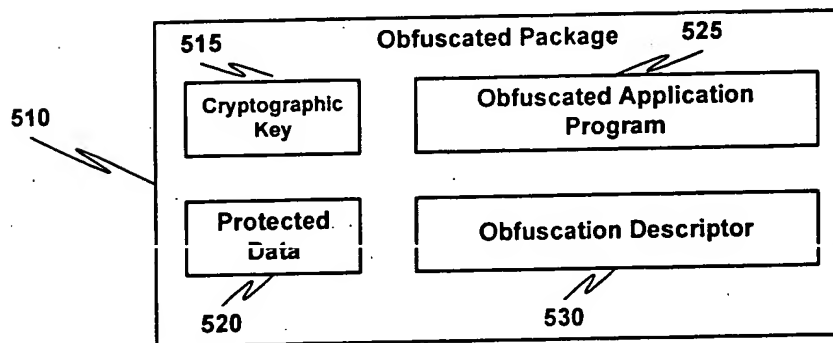 515
Obfuscated Package
525
Cryptographic
Key
Obfuscated Application
Program
510
Protected
Data
Obfuscation Descriptor
520
530